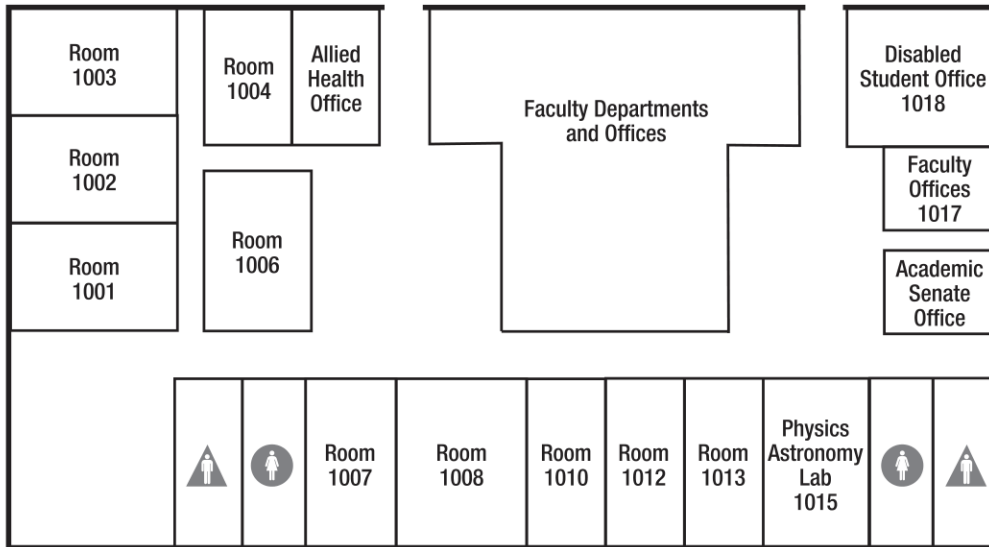 Room
1003
Room
1004
Allied
Health
Office
Faculty Departments
and Offices
Disabled
Student Office
1018
Room
1002
Faculty
Offices
1017
Room
1006
Room
1001
Academic
Senate
Office
Room
1007
Room
1008
Room
1010
Room
1012
Room
1013
Physics
Astronomy
Lab
1015